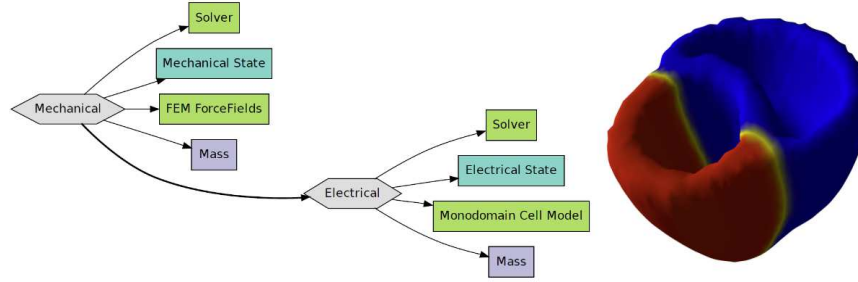 Solver
Mechanical State
Mechanical
FEM ForceFields
Mass
Solver
Electrical State
Electrical
Monodomain Cell Model
Mass